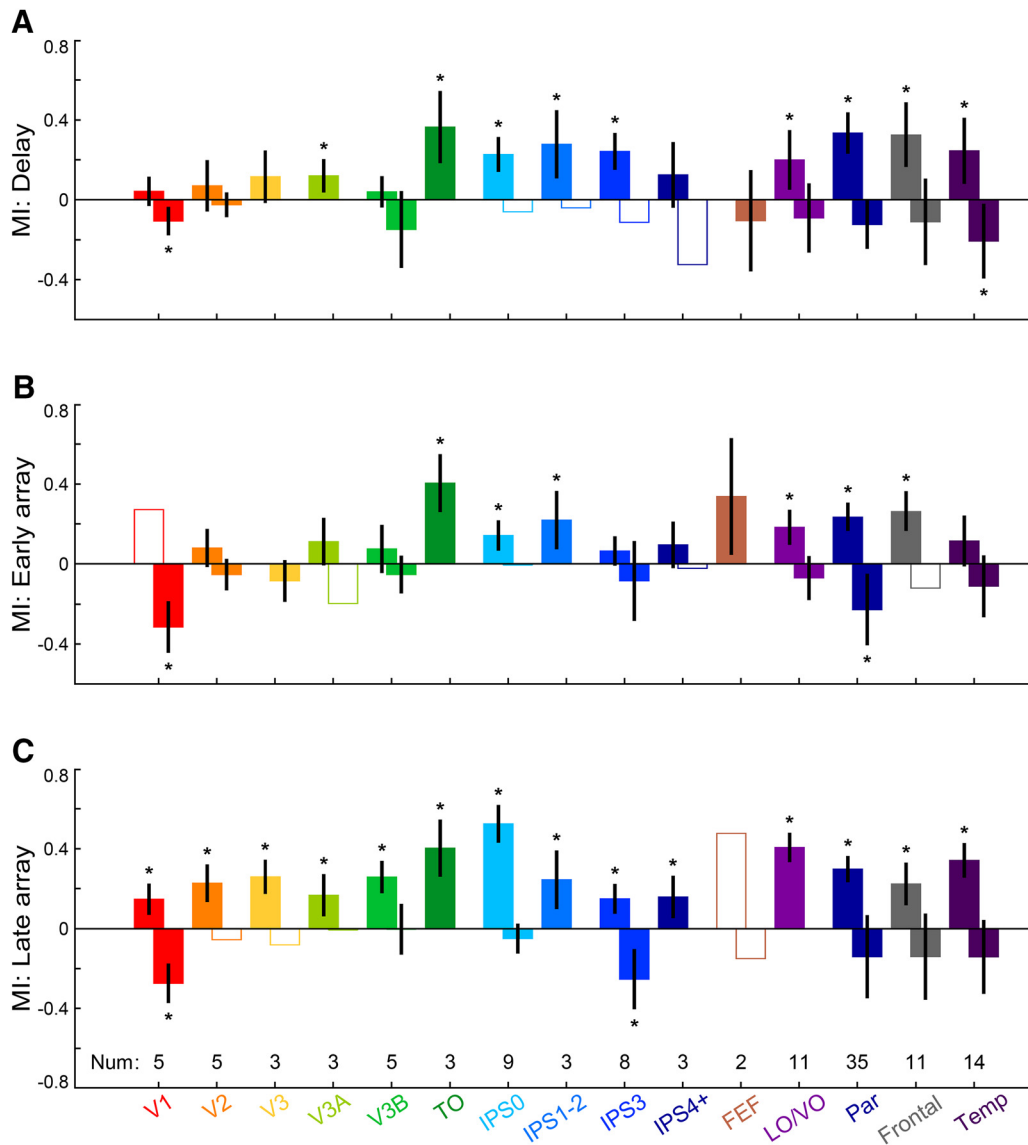 A
0.8
0.4
0
-0.4
MI: Delay
* * * * * * * * *
* *
B
0.8
0.4
0
-0.4
MI: Early array
* * * * * *
* *
C
0.8
0.4
0
-0.4
-0.8
MI: Late array
* * * * * * * * * * * * * *
* *
Num: 5 5 3 3 5 3 9 3 8 3 2 11 35 11 14
V1 V2 V3 V3A V3B TO IPS0 IPS1-2 IPS3 IPS4+ FEF LO/VO Par Frontal Temp